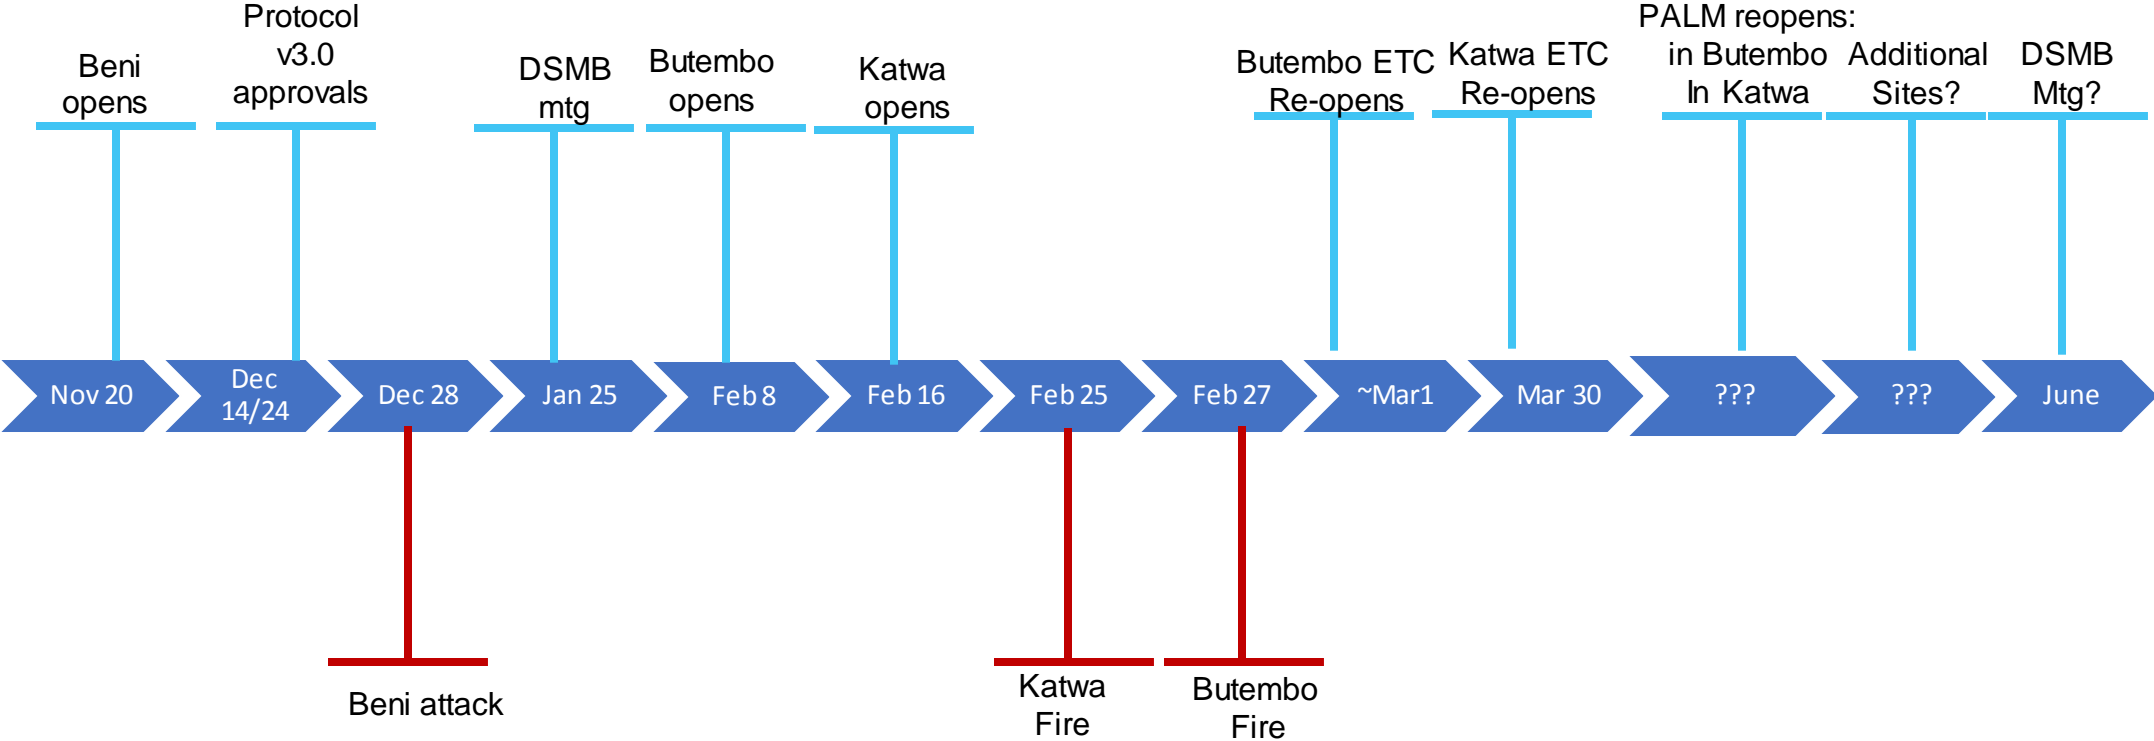 Beni
opens
Protocol
v3.0
approvals
DSMB
mtg
Butembo
opens
Katwa
opens
Butembo ETC
Re-opens
Katwa ETC
Re-opens
PALM reopens:
in Butembo
In Katwa
Additional
Sites?
DSMB
Mtg?
Nov 20
Dec
14/24
Dec 28
Jan 25
Feb 8
Feb 16
Feb 25
Feb 27
~Mar1
Mar 30
???
???
June
Beni attack
Katwa
Fire
Butembo
Fire